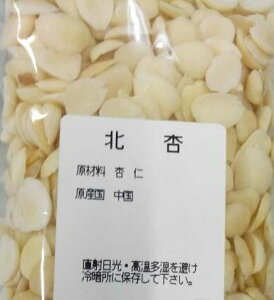 北 杏
原材料 杏仁
原産国 中国
直射日光・高温多湿を避け
冷暗所に保存して下さい。